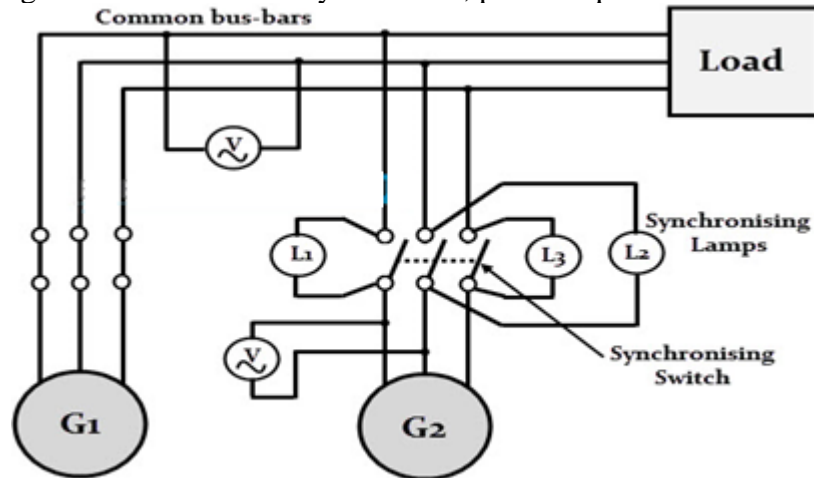 Common bus-bars
Load
V
L1
L3
L2
Synchronising
Lamps
V
Synchronising
Switch
G1
G2